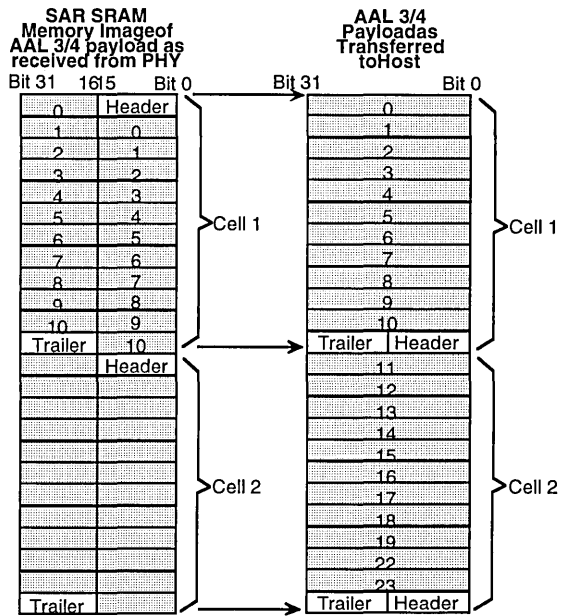 SAR SRAM
Memory Imageof
AAL 3/4 payload as
received from PHY
Bit 31 1615 Bit 0
0 Header
1 0
2 1
3 2
4 3
5 4
6 5
7 6
8 7
9 8
10 9
Trailer 10
Header
Trailer
Cell 1
Cell 2
AAL 3/4
Payloadas
Transferred
toHost
Bit 31 Bit 0
0
1
2
3
4
5
6
7
8
9
10
Trailer Header
11
12
13
14
15
16
17
18
19
22
23
Trailer Header
Cell 1
Cell 2